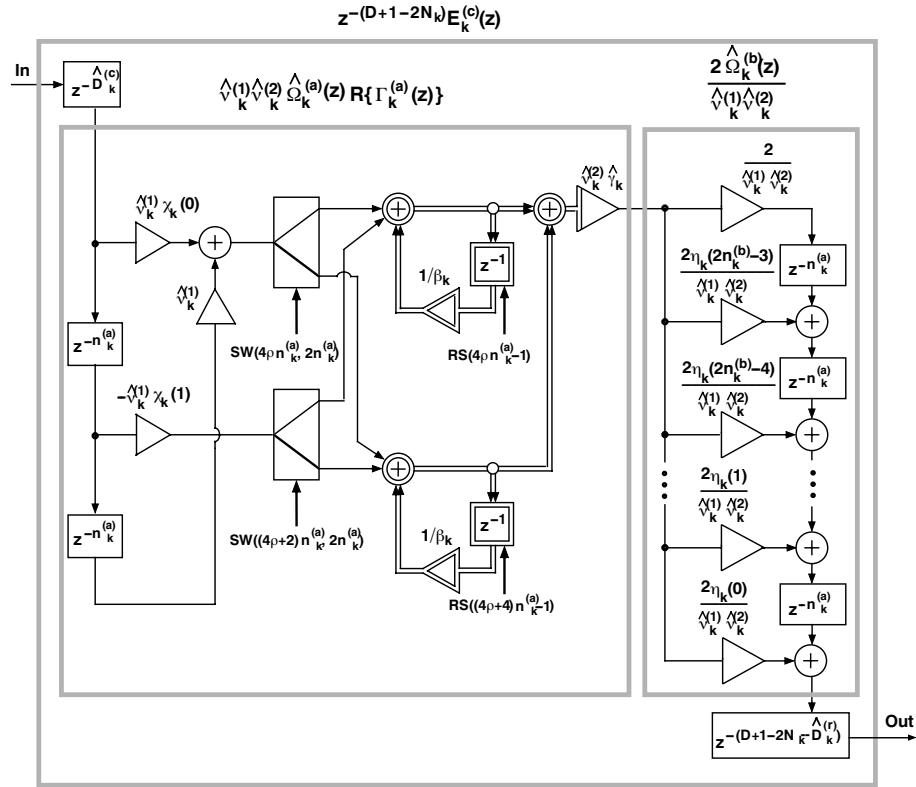 z^{-(D+1-2N_k)} E_k^{(c)}(z)
In
z^{-\hat{D}_k^{(c)}}
\hat{ν}_k^{(1)} \hat{ν}_k^{(2)} \hat{Ω}_k^{(a)}(z) R{Γ_k^{(a)}(z)}
2 \hat{Ω}_k^{(b)}(z)
\hat{ν}_k^{(1)} \hat{ν}_k^{(2)}
\hat{ν}_k^{(2)} \hat{γ}_k
2
\hat{ν}_k^{(1)} \hat{ν}_k^{(2)}
\hat{ν}_k^{(1)} χ_k(0)
+
+
+
z^{-1}
1/β_k
\hat{ν}_k^{(1)}
SW(4ρn_k^{(a)}, 2n_k^{(a)})
RS(4ρn_k^{(a)}-1)
z^{-n_k^{(a)}}
2η_k(2n_k^{(b)}-3)
\hat{ν}_k^{(1)} \hat{ν}_k^{(2)}
+
z^{-n_k^{(a)}}
z^{-n_k^{(a)}}
2η_k(2n_k^{(b)}-4)
\hat{ν}_k^{(1)} \hat{ν}_k^{(2)}
+
-\hat{ν}_k^{(1)} χ_k(1)
+
z^{-1}
1/β_k
z^{-n_k^{(a)}}
SW((4ρ+2)n_k^{(a)}, 2n_k^{(a)})
RS((4ρ+4)n_k^{(a)}-1)
2η_k(1)
\hat{ν}_k^{(1)} \hat{ν}_k^{(2)}
+
z^{-n_k^{(a)}}
2η_k(0)
\hat{ν}_k^{(1)} \hat{ν}_k^{(2)}
+
z^{-(D+1-2N_k-\hat{D}_k^{(r)})}
Out